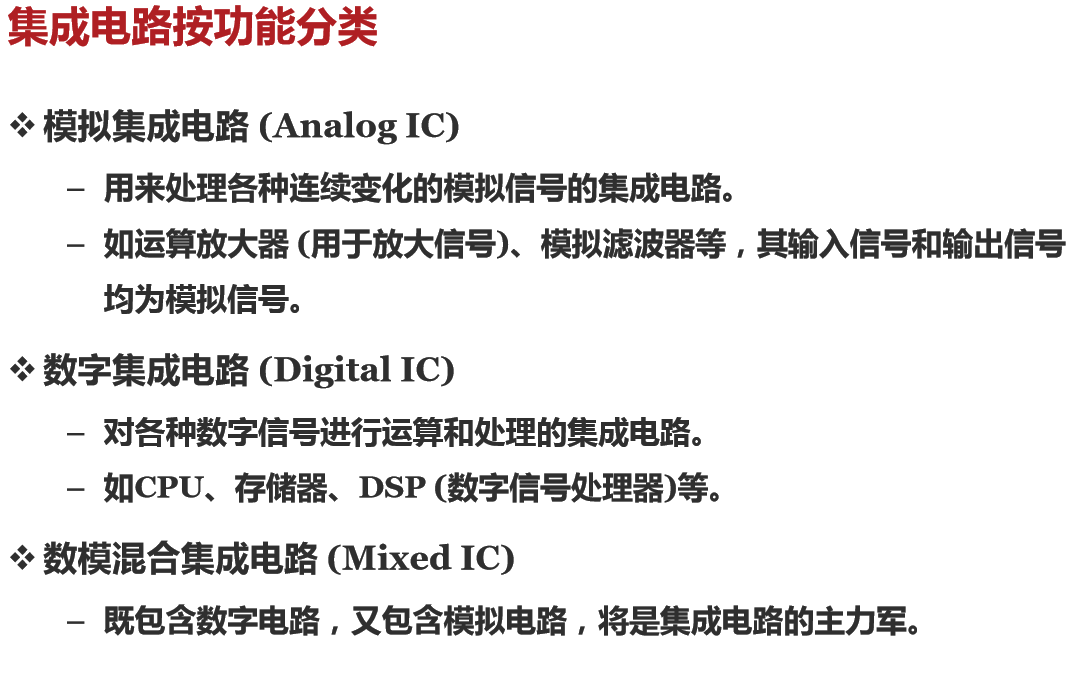 集成电路按功能分类
❖ 模拟集成电路 (Analog IC)
– 用来处理各种连续变化的模拟信号的集成电路。
– 如运算放大器 (用于放大信号)、模拟滤波器等，其输入信号和输出信号
均为模拟信号。
❖ 数字集成电路 (Digital IC)
– 对各种数字信号进行运算和处理的集成电路。
– 如CPU、存储器、DSP (数字信号处理器)等。
❖ 数模混合集成电路 (Mixed IC)
– 既包含数字电路，又包含模拟电路，将是集成电路的主力军。